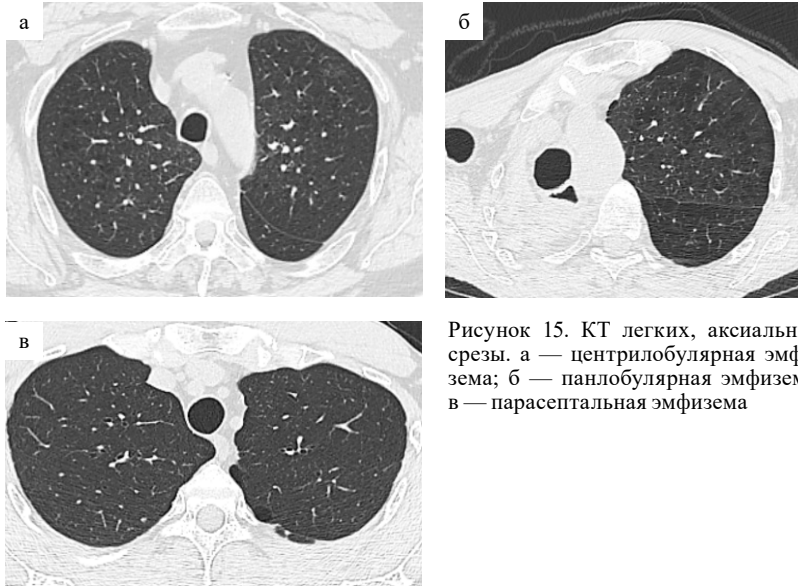 а
б
в
Рисунок 15. КТ легких, аксиальн
срезы. а — центрилобулярная эмф
зема; б — панлобулярная эмфизем
в — парасептальная эмфизема